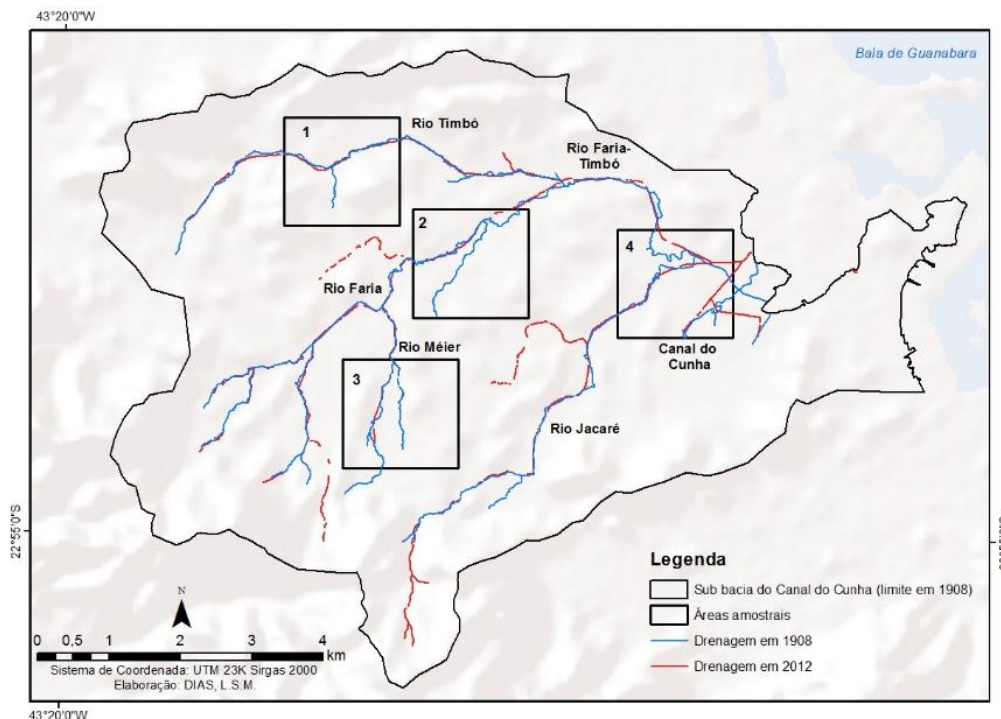 43°20'0"W
Baia de Guanabara
1
Rio Timbó
Rio Faria-
Timbó
2
4
Rio Faria
Rio Méier
3
Canal do
Cunha
Rio Jacaré
22°55'0"S
Legenda
Sub bacia do Canal do Cunha (limite em 1908)
Áreas amostrais
Drenagem em 1908
Drenagem em 2012
N
0 0,5 1 2 3 4
km
Sistema de Coordenada: UTM 23K Sirgas 2000
Elaboração: DIAS, L.S.M.
43°20'0"W